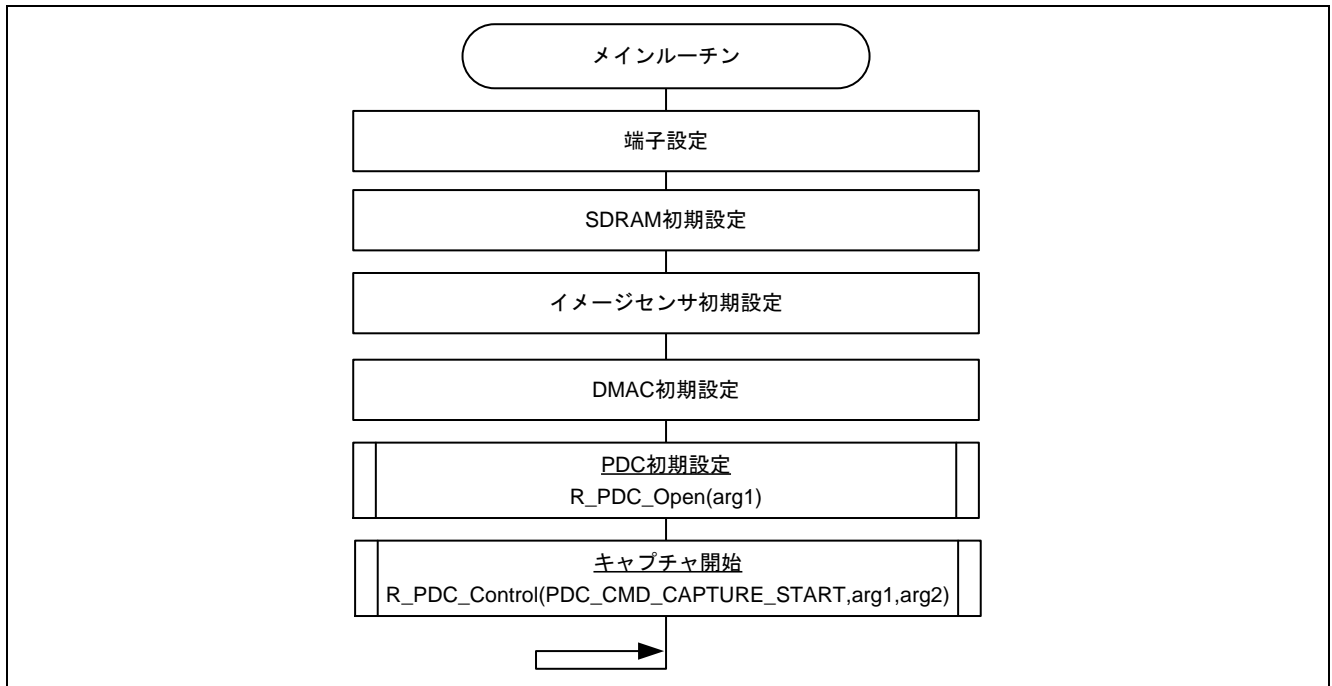 メインルーチン
端子設定
SDRAM初期設定
イメージセンサ初期設定
DMAC初期設定
PDC初期設定
R_PDC_Open(arg1)
キャプチャ開始
R_PDC_Control(PDC_CMD_CAPTURE_START,arg1,arg2)